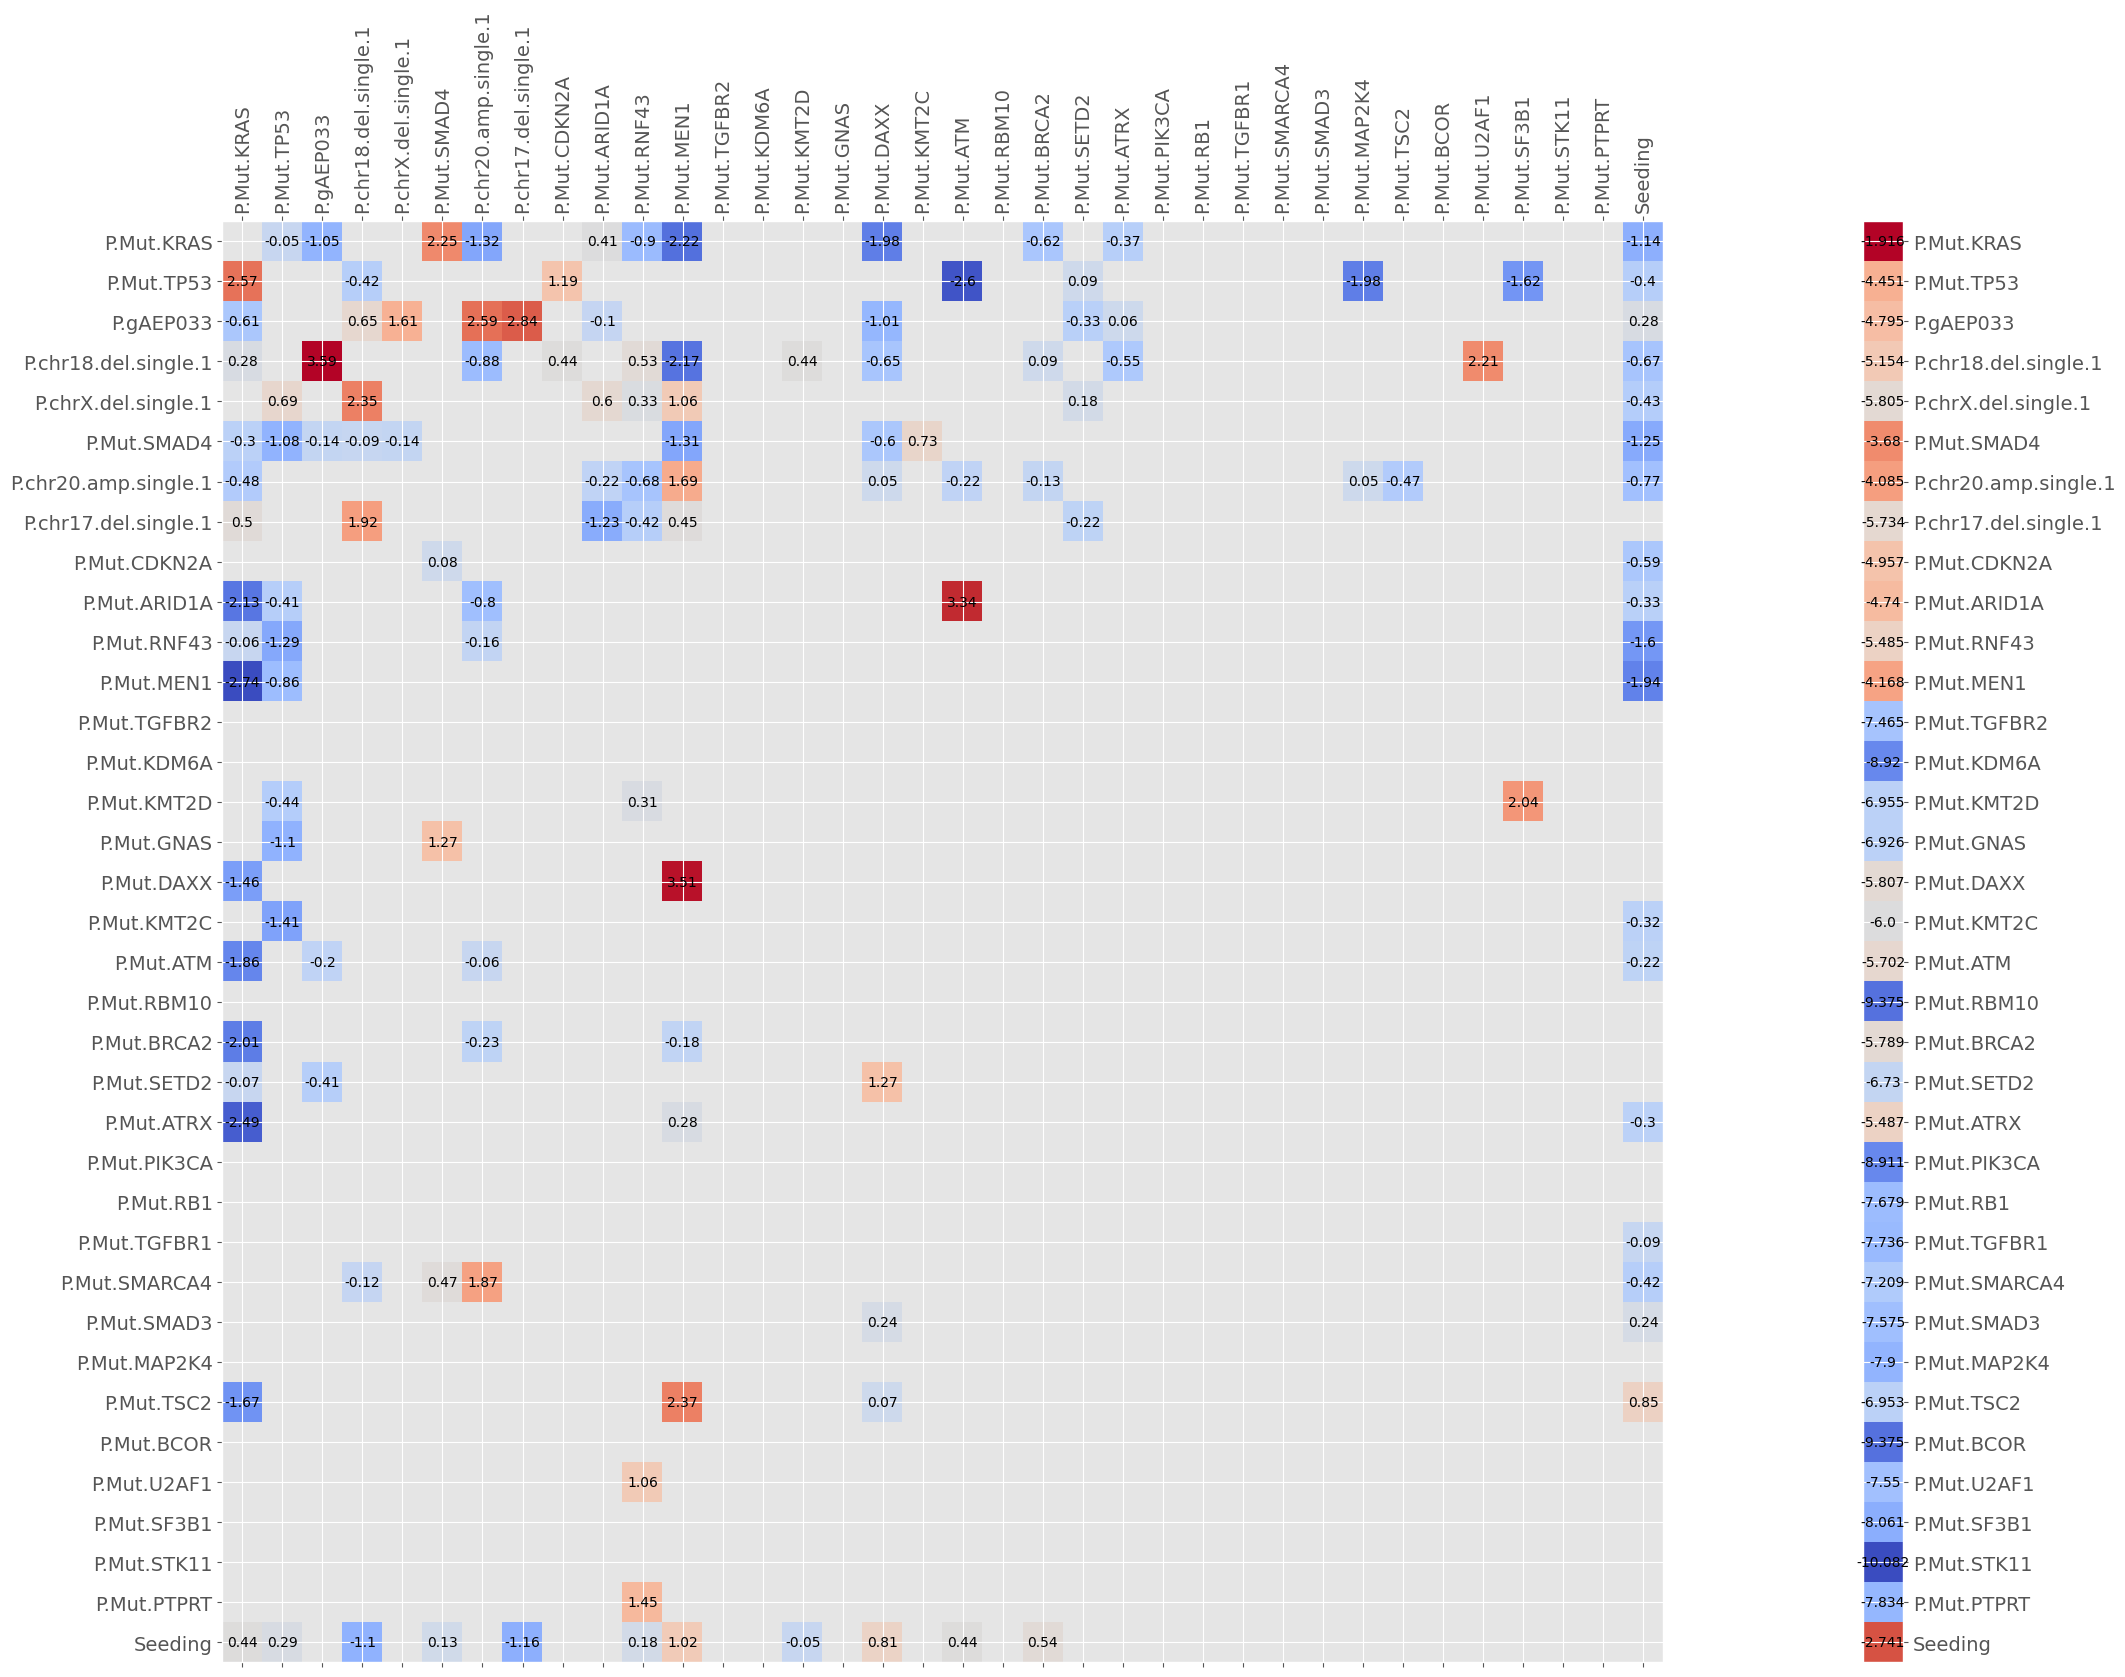 P.Mut.KRAS P.Mut.TP53 P.gAEP033 P.chr18.del.single.1 P.chrX.del.single.1 P.Mut.SMAD4 P.chr20.amp.single.1 P.chr17.del.single.1 P.Mut.CDKN2A P.Mut.ARID1A P.Mut.RNF43 P.Mut.MEN1 P.Mut.TGFBR2 P.Mut.KDM6A P.Mut.KMT2D P.Mut.GNAS P.Mut.DAXX P.Mut.KMT2C P.Mut.ATM P.Mut.RBM10 P.Mut.BRCA2 P.Mut.SETD2 P.Mut.ATRX P.Mut.PIK3CA P.Mut.RB1 P.Mut.TGFBR1 P.Mut.SMARCA4 P.Mut.SMAD3 P.Mut.MAP2K4 P.Mut.TSC2 P.Mut.BCOR P.Mut.U2AF1 P.Mut.SF3B1 P.Mut.STK11 P.Mut.PTPRT Seeding
P.Mut.KRAS -0.05 -1.05 2.25 -1.32 0.41 -0.9 -2.22 -1.98 -0.62 -0.37 -1.14 -1.916 P.Mut.KRAS
P.Mut.TP53 2.57 -0.42 1.19 -2.6 0.09 -1.98 -1.62 -0.4 -4.451 P.Mut.TP53
P.gAEP033 -0.61 0.65 1.61 2.59 2.84 -0.1 -1.01 -0.33 0.06 0.28 -4.795 P.gAEP033
P.chr18.del.single.1 0.28 3.59 -0.88 0.44 0.53 -2.17 0.44 -0.65 0.09 -0.55 2.21 -0.67 -5.154 P.chr18.del.single.1
P.chrX.del.single.1 0.69 2.35 0.6 0.33 1.06 0.18 -0.43 -5.805 P.chrX.del.single.1
P.Mut.SMAD4 -0.3 -1.08 -0.14 -0.09 -0.14 -1.31 -0.6 0.73 -1.25 -3.68 P.Mut.SMAD4
P.chr20.amp.single.1 -0.48 -0.22 -0.68 1.69 0.05 -0.22 -0.13 0.05 -0.47 -0.77 -4.085 P.chr20.amp.single.1
P.chr17.del.single.1 0.5 1.92 -1.23 -0.42 0.45 -0.22 -5.734 P.chr17.del.single.1
P.Mut.CDKN2A 0.08 -0.59 -4.957 P.Mut.CDKN2A
P.Mut.ARID1A -2.13 -0.41 -0.8 3.34 -0.33 -4.74 P.Mut.ARID1A
P.Mut.RNF43 -0.06 -1.29 -0.16 -1.6 -5.485 P.Mut.RNF43
P.Mut.MEN1 -2.74 -0.86 -1.94 -4.168 P.Mut.MEN1
P.Mut.TGFBR2 -7.465 P.Mut.TGFBR2
P.Mut.KDM6A -8.92 P.Mut.KDM6A
P.Mut.KMT2D -0.44 0.31 2.04 -6.955 P.Mut.KMT2D
P.Mut.GNAS -1.1 1.27 -6.926 P.Mut.GNAS
P.Mut.DAXX -1.46 3.51 -5.807 P.Mut.DAXX
P.Mut.KMT2C -1.41 -0.32 -6.0 P.Mut.KMT2C
P.Mut.ATM -1.86 -0.2 -0.06 -0.22 -5.702 P.Mut.ATM
P.Mut.RBM10 -9.375 P.Mut.RBM10
P.Mut.BRCA2 -2.01 -0.23 -0.18 -5.789 P.Mut.BRCA2
P.Mut.SETD2 -0.07 -0.41 1.27 -6.73 P.Mut.SETD2
P.Mut.ATRX -2.49 0.28 -0.3 -5.487 P.Mut.ATRX
P.Mut.PIK3CA -8.911 P.Mut.PIK3CA
P.Mut.RB1 -7.679 P.Mut.RB1
P.Mut.TGFBR1 -0.09 -7.736 P.Mut.TGFBR1
P.Mut.SMARCA4 -0.12 0.47 1.87 -0.42 -7.209 P.Mut.SMARCA4
P.Mut.SMAD3 0.24 0.24 -7.575 P.Mut.SMAD3
P.Mut.MAP2K4 -7.9 P.Mut.MAP2K4
P.Mut.TSC2 -1.67 2.37 0.07 0.85 -6.953 P.Mut.TSC2
P.Mut.BCOR -9.375 P.Mut.BCOR
P.Mut.U2AF1 1.06 -7.55 P.Mut.U2AF1
P.Mut.SF3B1 -8.061 P.Mut.SF3B1
P.Mut.STK11 -10.082 P.Mut.STK11
P.Mut.PTPRT 1.45 -7.834 P.Mut.PTPRT
Seeding 0.44 0.29 -1.1 0.13 -1.16 0.18 1.02 -0.05 0.81 0.44 0.54 -2.741 Seeding